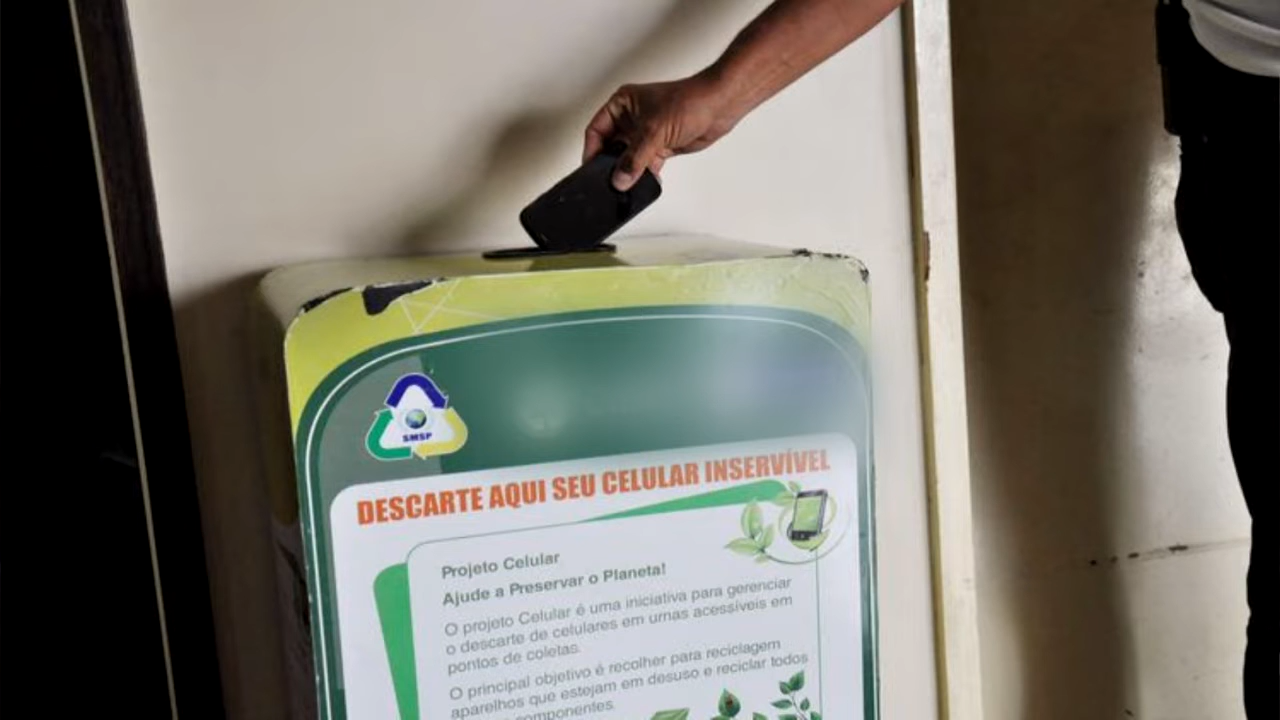 SMSP
DESCARTE AQUI SEU CELULAR INSERVÍVEL
Projeto Celular
Ajude a Preservar o Planeta!
O projeto Celular é uma iniciativa para gerenciar
o descarte de celulares em urnas acessíveis em
pontos de coletas.
O principal objetivo é recolher para reciclagem
aparelhos que estejam em desuso e reciclar todos
componentes.